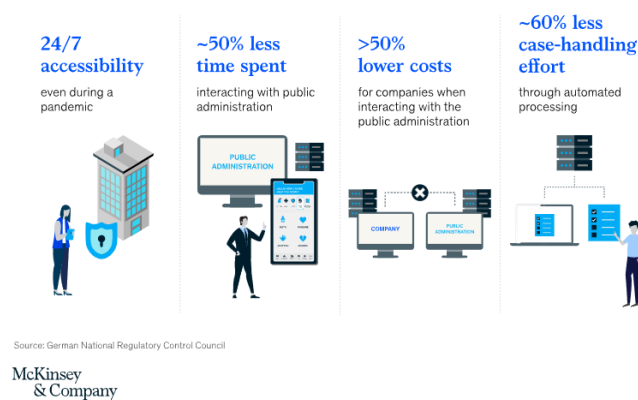 24/7
accessibility
even during a
pandemic
~50% less
time spent
interacting with public
administration
PUBLIC
ADMINISTRATION
>50%
lower costs
for companies when
interacting with the
public administration
COMPANY
PUBLIC
ADMINISTRATION
~60% less
case-handling
effort
through automated
processing
Source: German National Regulatory Control Council
McKinsey
& Company